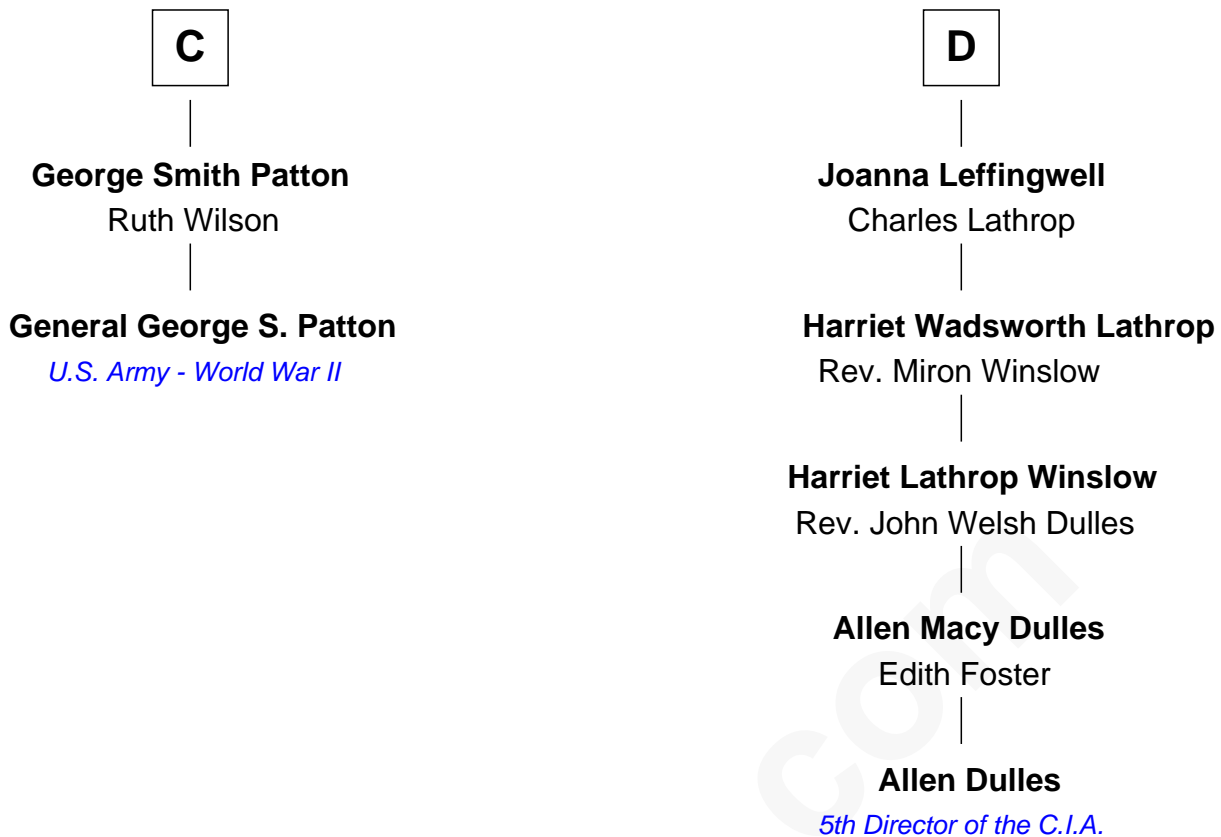 C
George Smith Patton
Ruth Wilson
General George S. Patton
U.S. Army - World War II
D
Joanna Leffingwell
Charles Lathrop
Harriet Wadsworth Lathrop
Rev. Miron Winslow
Harriet Lathrop Winslow
Rev. John Welsh Dulles
Allen Macy Dulles
Edith Foster
Allen Dulles
5th Director of the C.I.A.
com